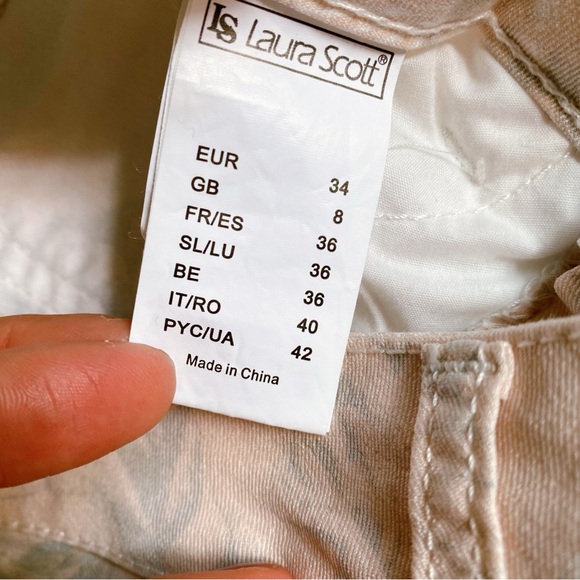 LS Laura Scott®
EUR 34
GB 8
FR/ES 36
SL/LU 36
BE 36
IT/RO 40
PYC/UA 42
Made in China